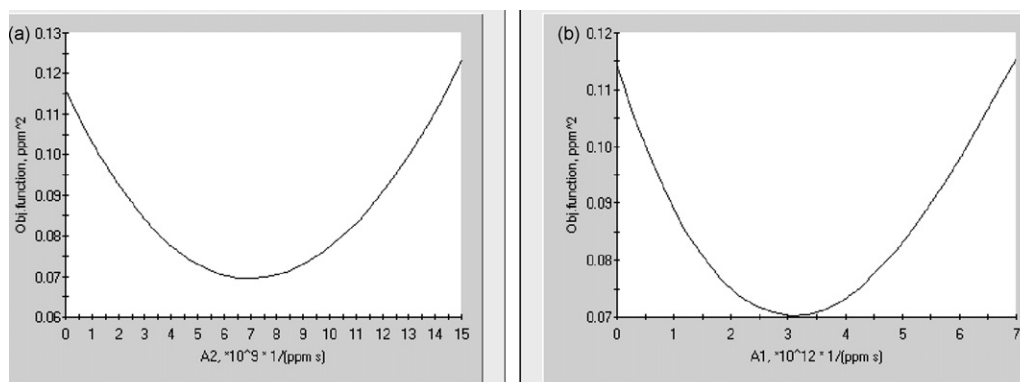 (a)
0.13
0.12
0.11
0.10
0.09
0.08
0.07
0.06
Obj.function, ppm^2
0 1 2 3 4 5 6 7 8 9 10 11 12 13 14 15
A2, *10^9 * 1/(ppm s)
(b)
0.12
0.11
0.10
0.09
0.08
0.07
Obj.function, ppm^2
0 1 2 3 4 5 6 7
A1, *10^12 * 1/(ppm s)